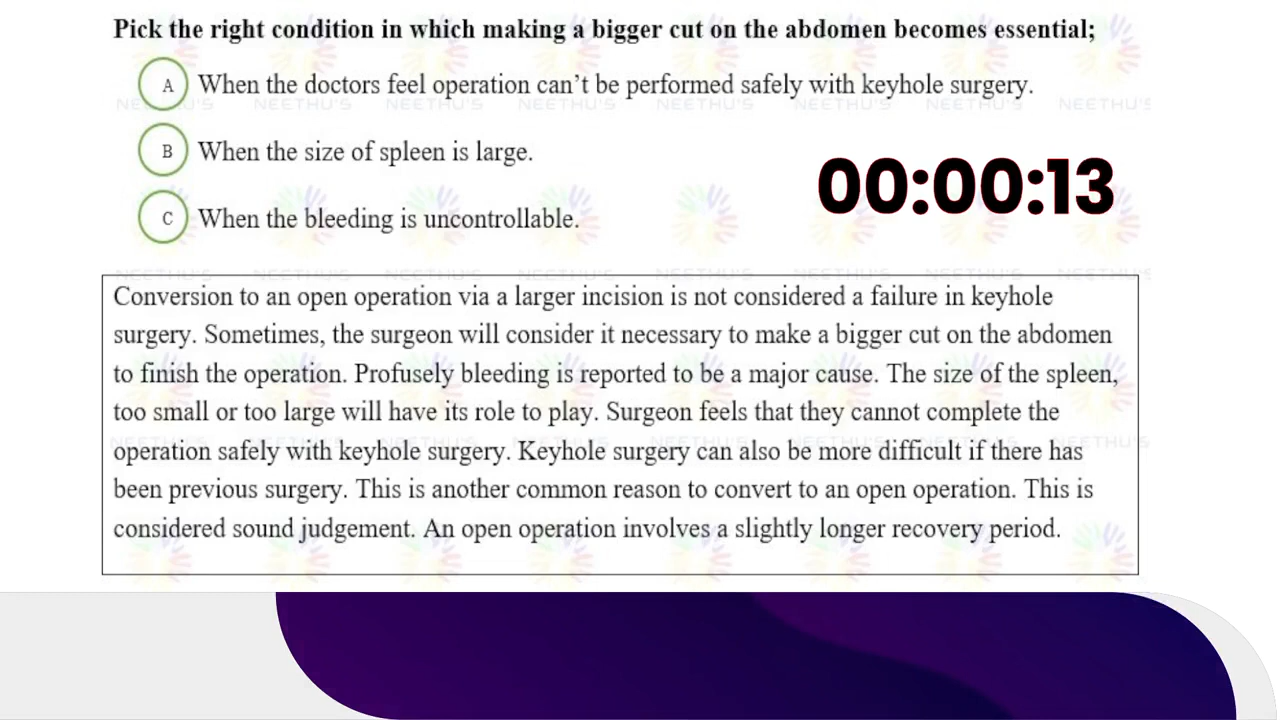 Pick the right condition in which making a bigger cut on the abdomen becomes essential;
A When the doctors feel operation can't be performed safely with keyhole surgery.
B When the size of spleen is large.
C When the bleeding is uncontrollable.
00:00:13
Conversion to an open operation via a larger incision is not considered a failure in keyhole
surgery. Sometimes, the surgeon will consider it necessary to make a bigger cut on the abdomen
to finish the operation. Profusely bleeding is reported to be a major cause. The size of the spleen,
too small or too large will have its role to play. Surgeon feels that they cannot complete the
operation safely with keyhole surgery. Keyhole surgery can also be more difficult if there has
been previous surgery. This is another common reason to convert to an open operation. This is
considered sound judgement. An open operation involves a slightly longer recovery period.